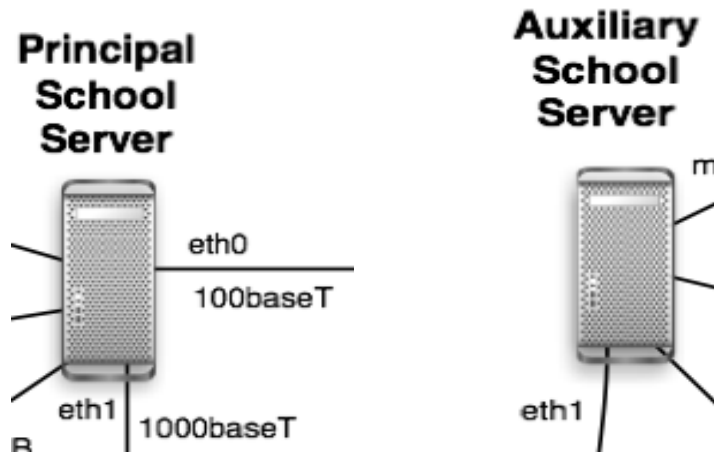 Principal
School
Server
Auxiliary
School
Server
m
eth0
100baseT
eth1
1000baseT
eth1
B